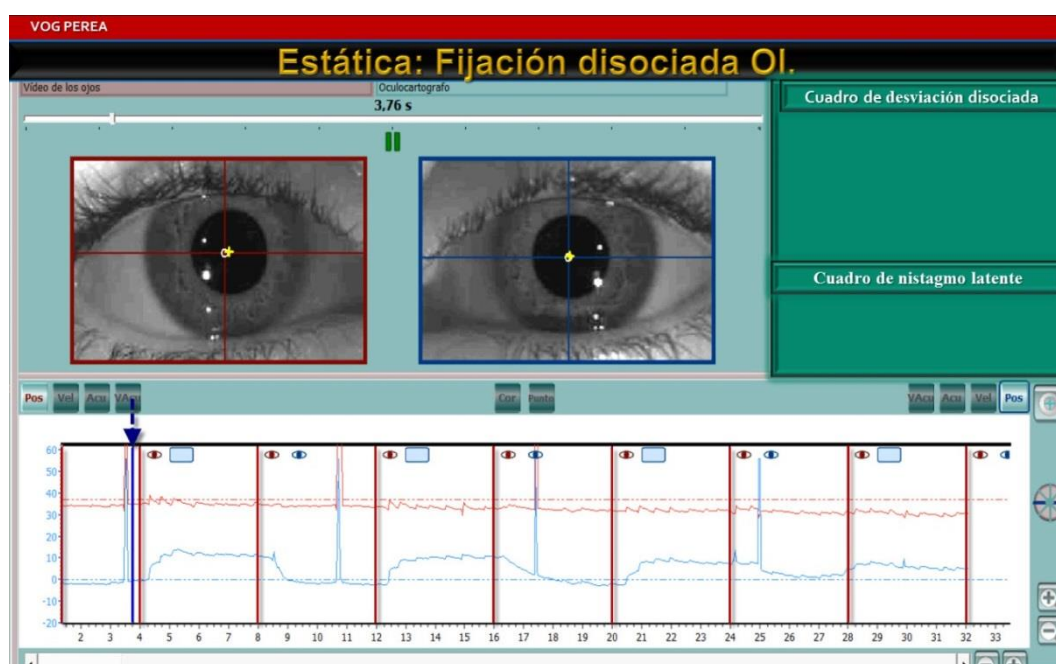 VOG PEREA
Estática: Fijación disociada OI.
Vídeo de los ojos
Oculocartografo
3,76 s
Cuadro de desviación disociada
Cuadro de nistagmo latente
Pos Vel Acu VAcu
Cor Punto
VAcu Acu Vel Pos
60
50
40
30
20
10
0
-10
-20
2 3 4 5 6 7 8 9 10 11 12 13 14 15 16 17 18 19 20 21 22 23 24 25 26 27 28 29 30 31 32 33